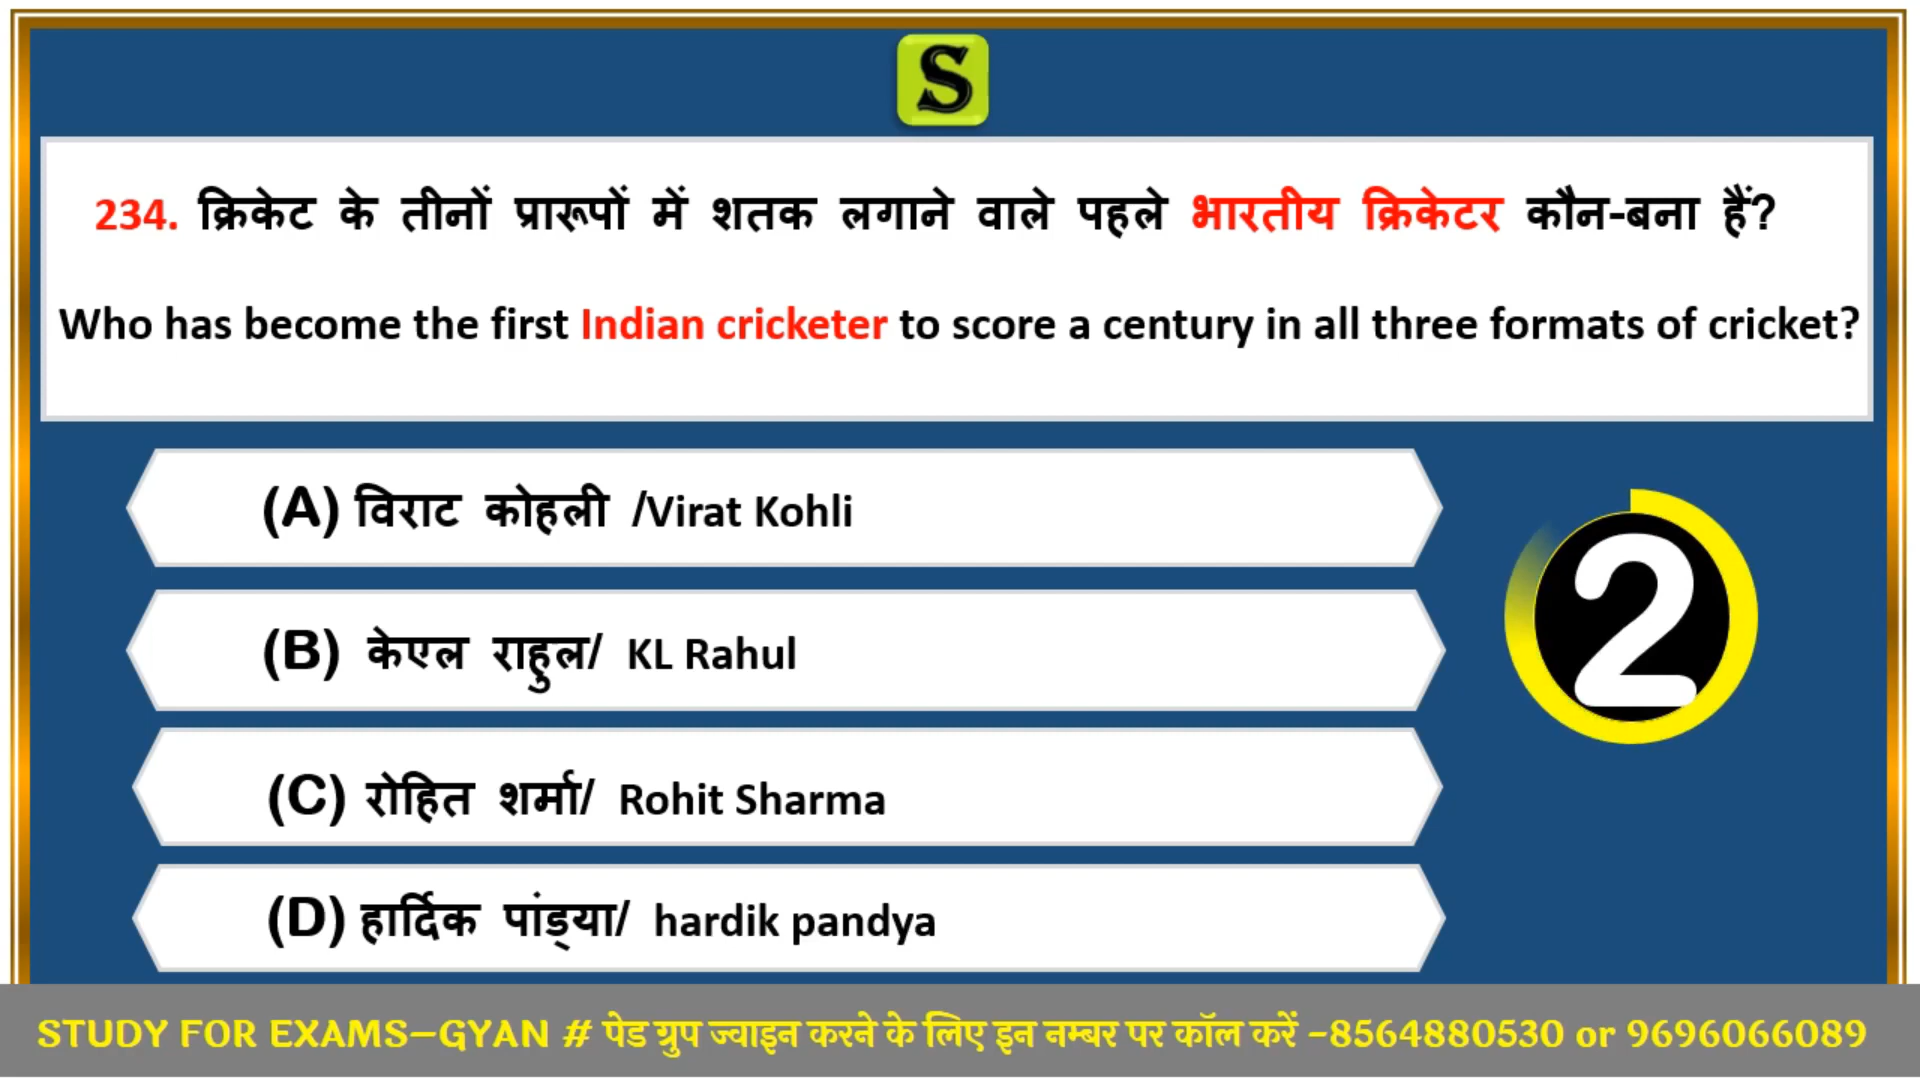 S
234. क्रिकेट के तीनों प्रारूपों में शतक लगाने वाले पहले भारतीय क्रिकेटर कौन-बना हैं?
Who has become the first Indian cricketer to score a century in all three formats of cricket?
(A) विराट कोहली /Virat Kohli
(B) केएल राहुल/ KL Rahul
2
(C) रोहित शर्मा/ Rohit Sharma
(D) हार्दिक पांड्या/ hardik pandya
STUDY FOR EXAMS–GYAN # पेड ग्रुप ज्वाइन करने के लिए इन नम्बर पर कॉल करें -8564880530 or 9696066089